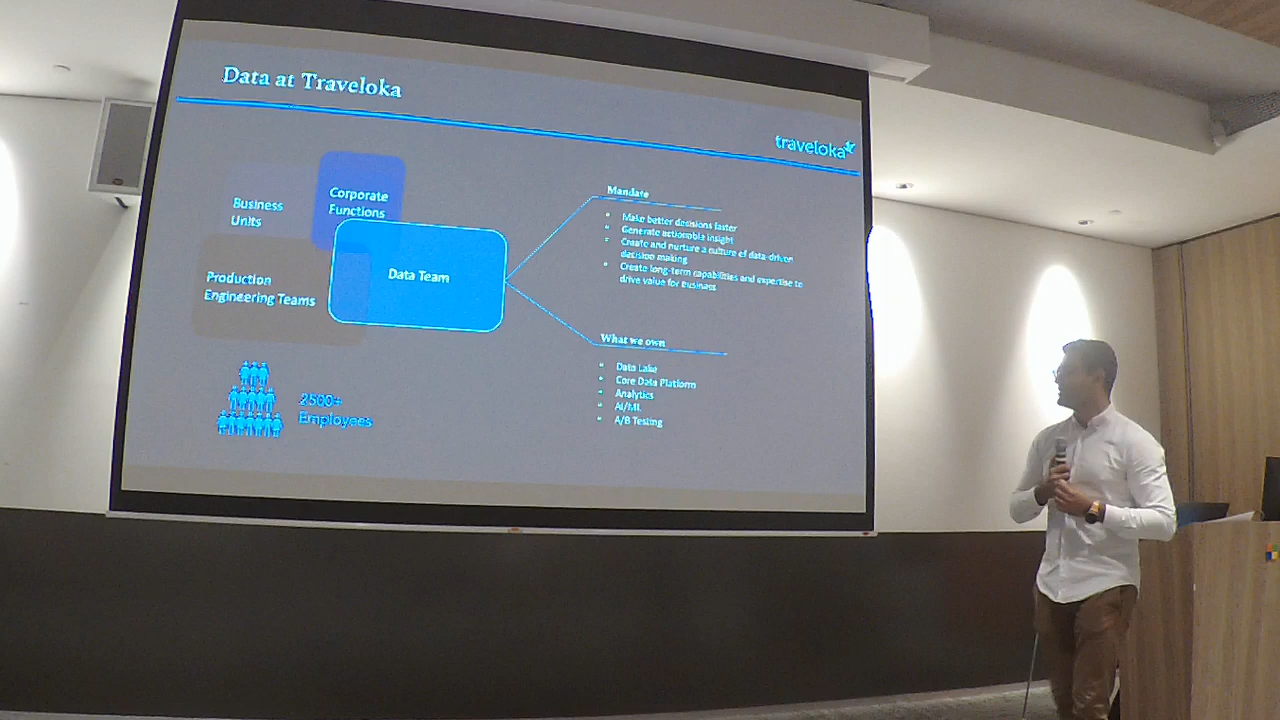 Data at Traveloka
traveloka
Business
Units
Corporate
Functions
Production
Engineering Teams
Data Team
2500+
Employees
Mandate
• Make better decisions faster
• Generate actionable insight
• Create and nurture a culture of data-driven
decision making
• Create long-term capabilities and expertise to
drive value for business
What we own
• Data Lake
• Core Data Platform
• Analytics
• AI/ML
• A/B Testing